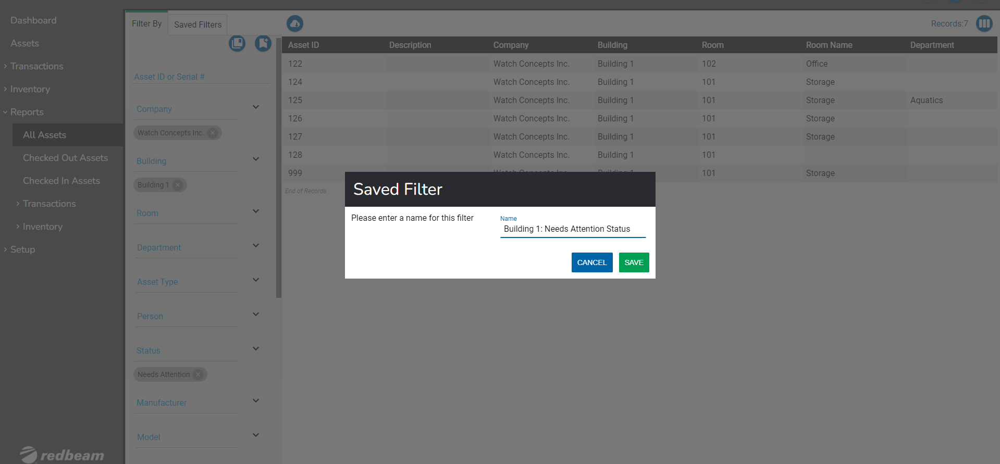 Dashboard
Assets
Transactions
Inventory
Reports
All Assets
Checked Out Assets
Checked In Assets
Transactions
Inventory
Setup
redbeam
Filter By
Saved Filters
Asset ID or Serial #
Company
Watch Concepts Inc.
Building
Building 1
Room
Department
Asset Type
Person
Status
Needs Attention
Manufacturer
Model
Records:7
Asset ID Description Company Building Room Room Name Department
122 Watch Concepts Inc. Building 1 102 Office
124 Watch Concepts Inc. Building 1 101 Storage
125 Watch Concepts Inc. Building 1 101 Storage Aquatics
126 Watch Concepts Inc. Building 1 101 Storage
127 Watch Concepts Inc. Building 1 101 Storage
128 Watch Concepts Inc. Building 1 101
999 Watch Concepts Inc. Building 1 101 Storage
End of Records
Saved Filter
Please enter a name for this filter
Name
Building 1: Needs Attention Status
CANCEL
SAVE